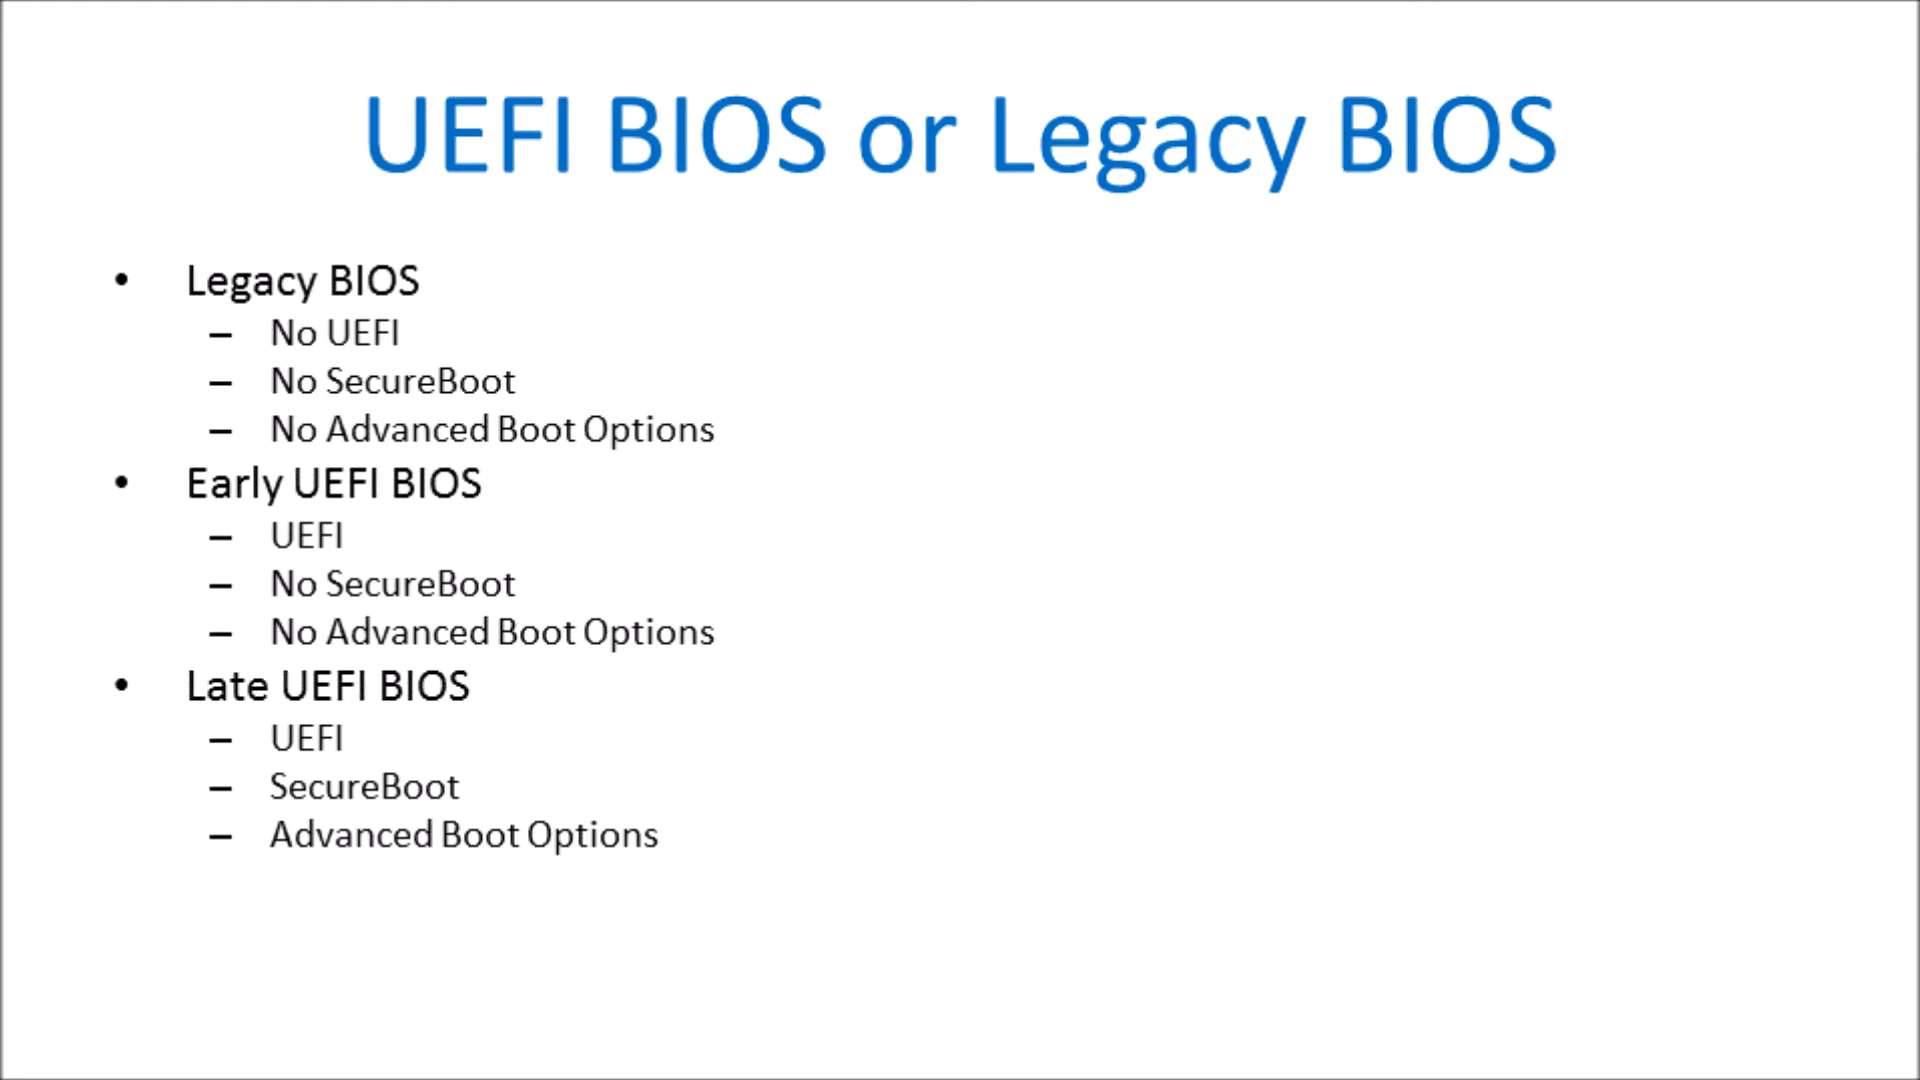 UEFI BIOS or Legacy BIOS
• Legacy BIOS
– No UEFI
– No SecureBoot
– No Advanced Boot Options
• Early UEFI BIOS
– UEFI
– No SecureBoot
– No Advanced Boot Options
• Late UEFI BIOS
– UEFI
– SecureBoot
– Advanced Boot Options